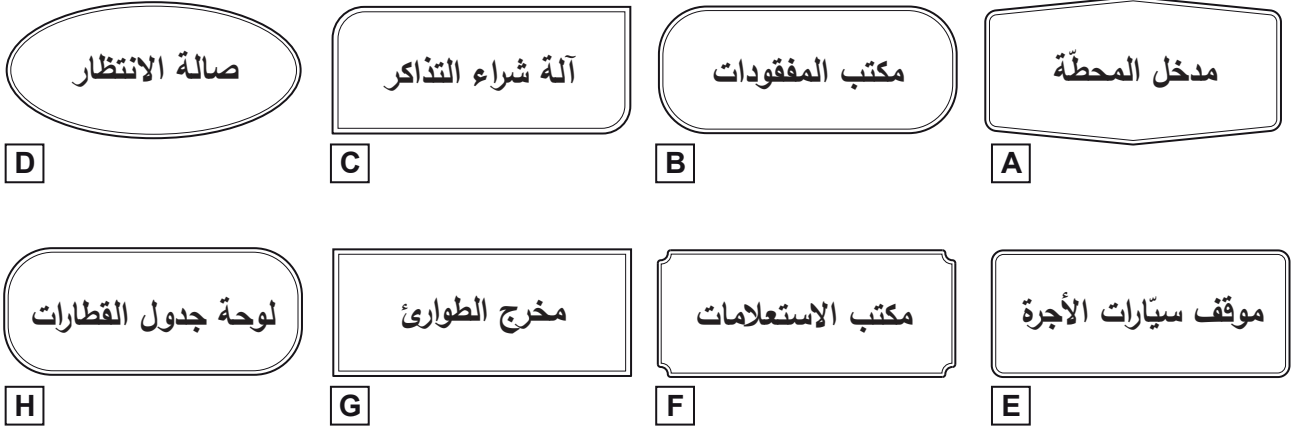 مدخل المحطّة
A
مكتب المفقودات
B
آلة شراء التذاكر
C
صالة الانتظار
D
موقف سيّارات الأجرة
E
مكتب الاستعلامات
F
مخرج الطوارئ
G
لوحة جدول القطارات
H